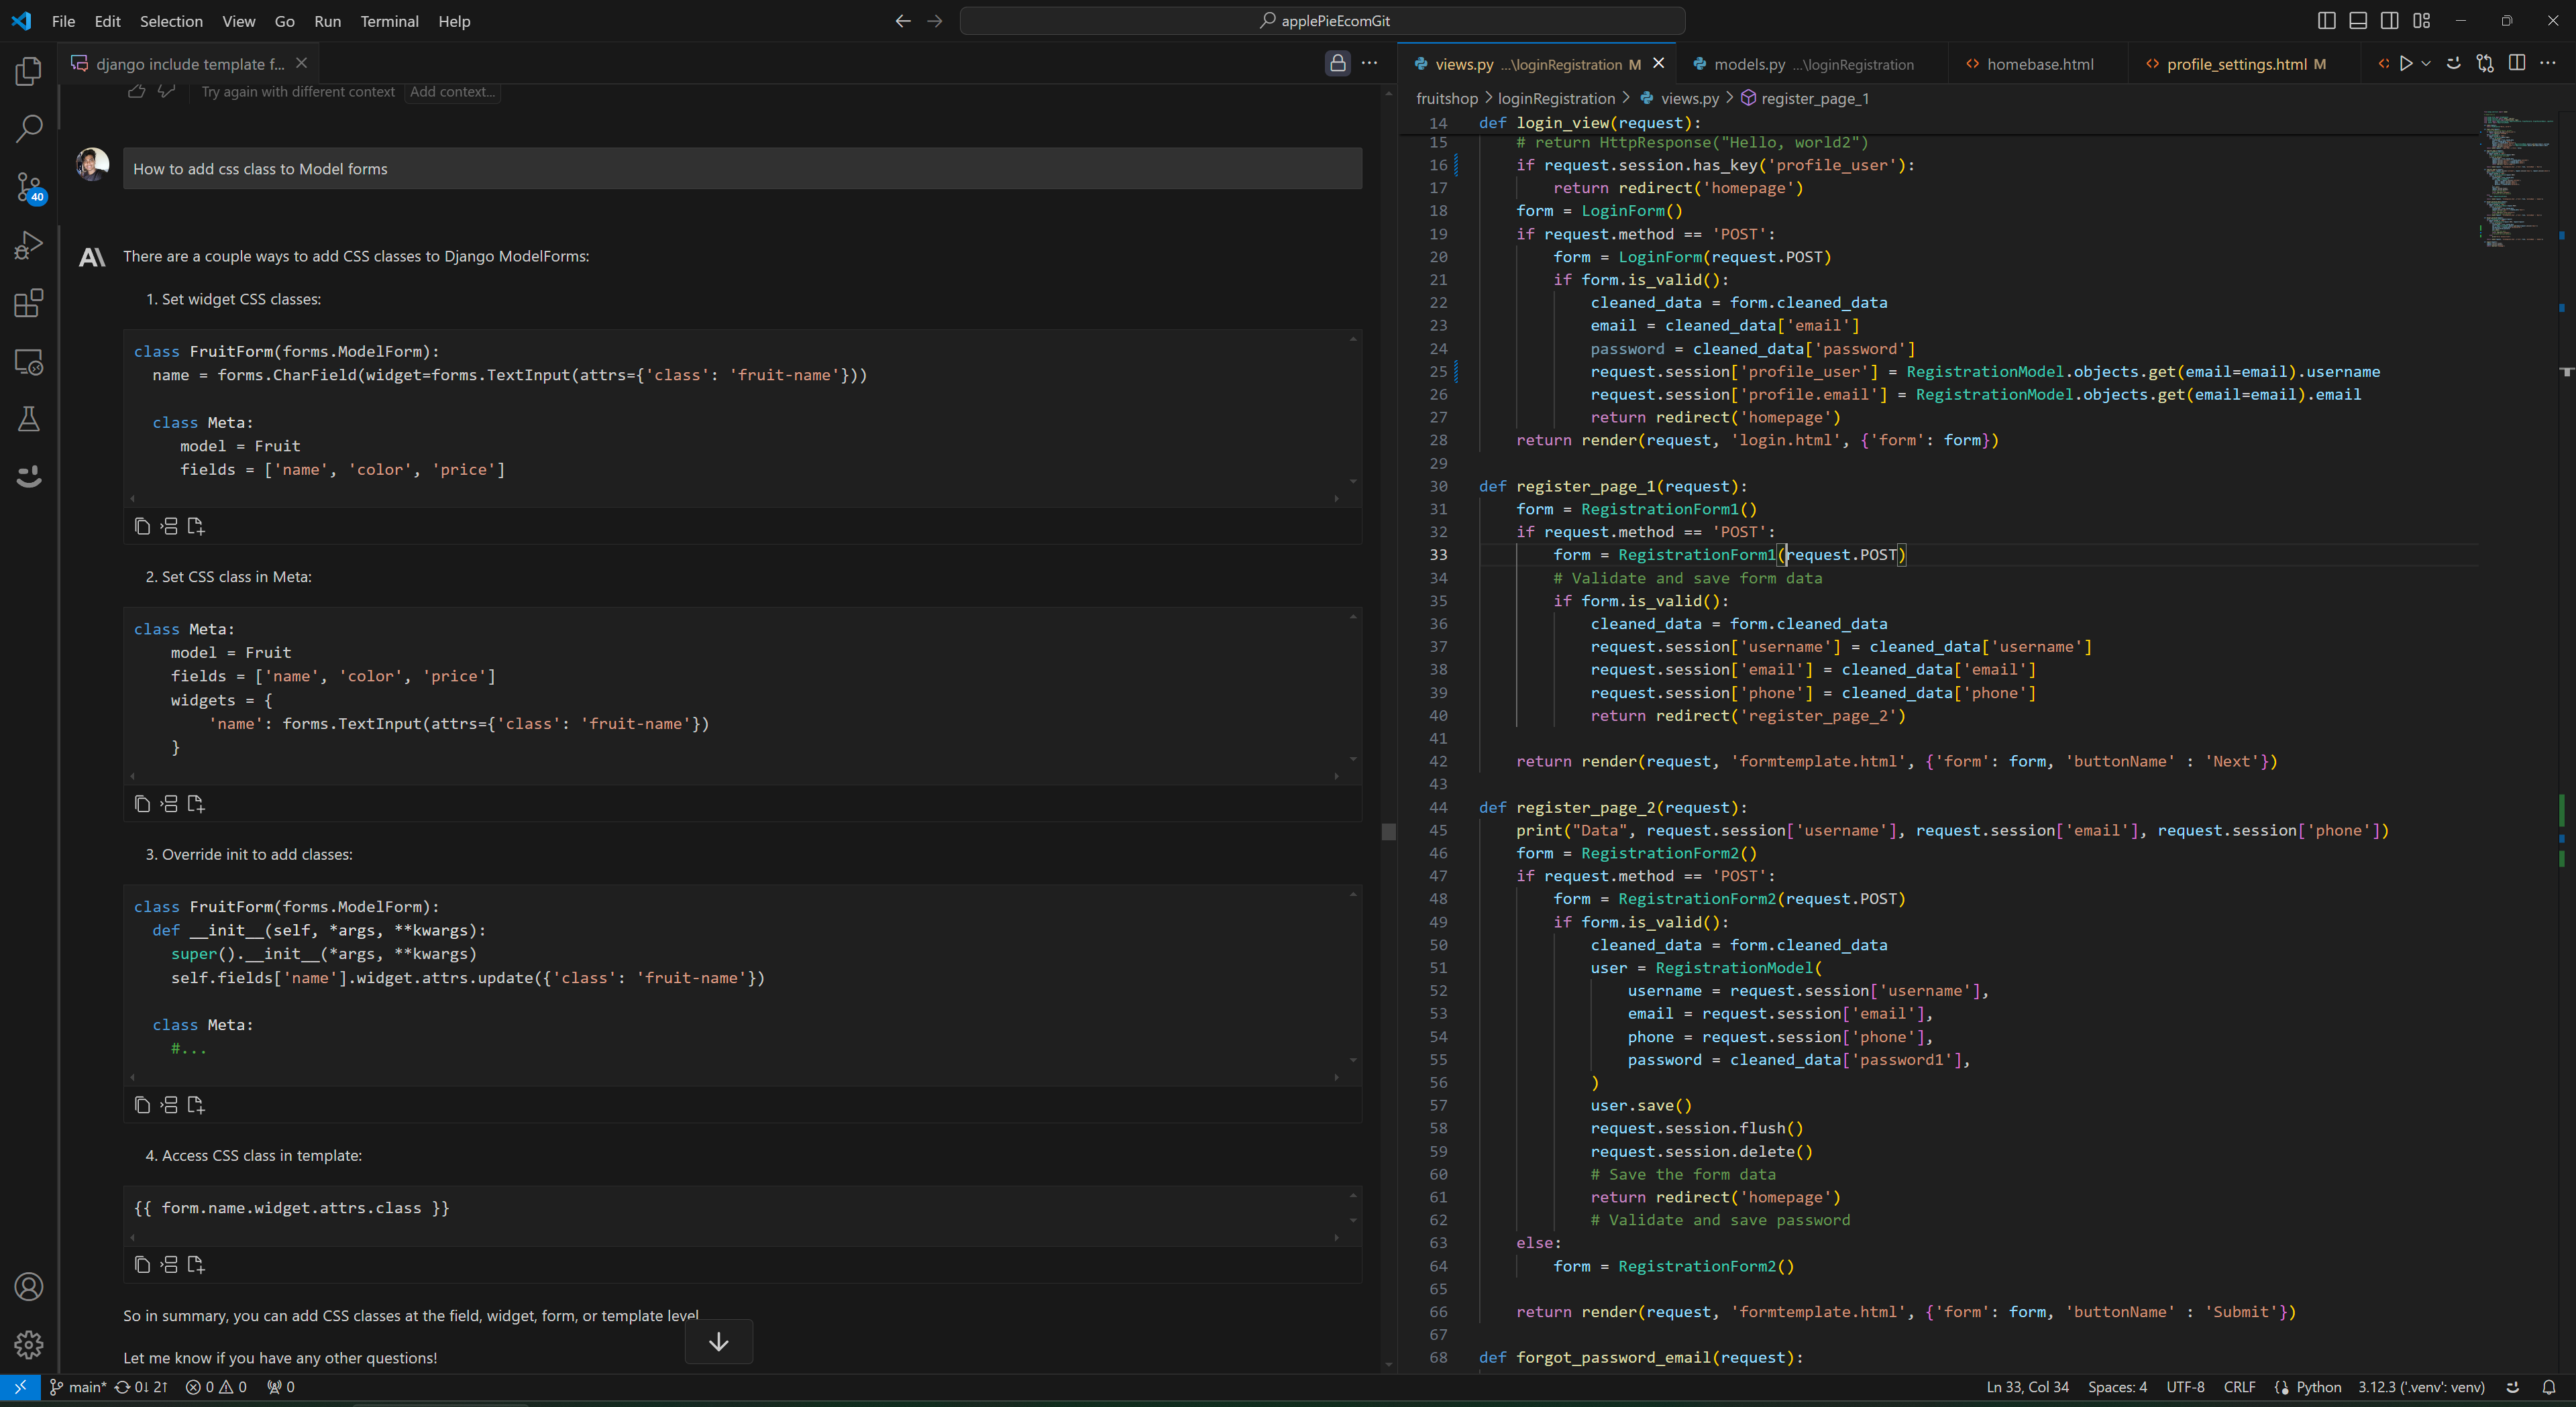 File Edit Selection View Go Run Terminal Help
applePieEcomGit
django include template f...
Try again with different context Add context...
How to add css class to Model forms
40
There are a couple ways to add CSS classes to Django ModelForms:
1. Set widget CSS classes:
class FruitForm(forms.ModelForm):
name = forms.CharField(widget=forms.TextInput(attrs={'class': 'fruit-name'}))
class Meta:
model = Fruit
fields = ['name', 'color', 'price']
2. Set CSS class in Meta:
class Meta:
model = Fruit
fields = ['name', 'color', 'price']
widgets = {
'name': forms.TextInput(attrs={'class': 'fruit-name'})
}
3. Override init to add classes:
class FruitForm(forms.ModelForm):
def __init__(self, *args, **kwargs):
super().__init__(*args, **kwargs)
self.fields['name'].widget.attrs.update({'class': 'fruit-name'})
class Meta:
#...
4. Access CSS class in template:
{{ form.name.widget.attrs.class }}
So in summary, you can add CSS classes at the field, widget, form, or template level
Let me know if you have any other questions!
views.py ...\loginRegistration M models.py ...\loginRegistration homebase.html profile_settings.html M
fruitshop > loginRegistration > views.py > register_page_1
14 def login_view(request):
15 # return HttpResponse("Hello, world2")
16 if request.session.has_key('profile_user'):
17 return redirect('homepage')
18 form = LoginForm()
19 if request.method == 'POST':
20 form = LoginForm(request.POST)
21 if form.is_valid():
22 cleaned_data = form.cleaned_data
23 email = cleaned_data['email']
24 password = cleaned_data['password']
25 request.session['profile_user'] = RegistrationModel.objects.get(email=email).username
26 request.session['profile.email'] = RegistrationModel.objects.get(email=email).email
27 return redirect('homepage')
28 return render(request, 'login.html', {'form': form})
29
30 def register_page_1(request):
31 form = RegistrationForm1()
32 if request.method == 'POST':
33 form = RegistrationForm1(request.POST)
34 # Validate and save form data
35 if form.is_valid():
36 cleaned_data = form.cleaned_data
37 request.session['username'] = cleaned_data['username']
38 request.session['email'] = cleaned_data['email']
39 request.session['phone'] = cleaned_data['phone']
40 return redirect('register_page_2')
41
42 return render(request, 'formtemplate.html', {'form': form, 'buttonName' : 'Next'})
43
44 def register_page_2(request):
45 print("Data", request.session['username'], request.session['email'], request.session['phone'])
46 form = RegistrationForm2()
47 if request.method == 'POST':
48 form = RegistrationForm2(request.POST)
49 if form.is_valid():
50 cleaned_data = form.cleaned_data
51 user = RegistrationModel(
52 username = request.session['username'],
53 email = request.session['email'],
54 phone = request.session['phone'],
55 password = cleaned_data['password1'],
56 )
57 user.save()
58 request.session.flush()
59 request.session.delete()
60 # Save the form data
61 return redirect('homepage')
62 # Validate and save password
63 else:
64 form = RegistrationForm2()
65
66 return render(request, 'formtemplate.html', {'form': form, 'buttonName' : 'Submit'})
67
68 def forgot_password_email(request):
main* 0↓ 2↑ 0 0 0 Ln 33, Col 34 Spaces: 4 UTF-8 CRLF Python 3.12.3 ('.venv': venv)